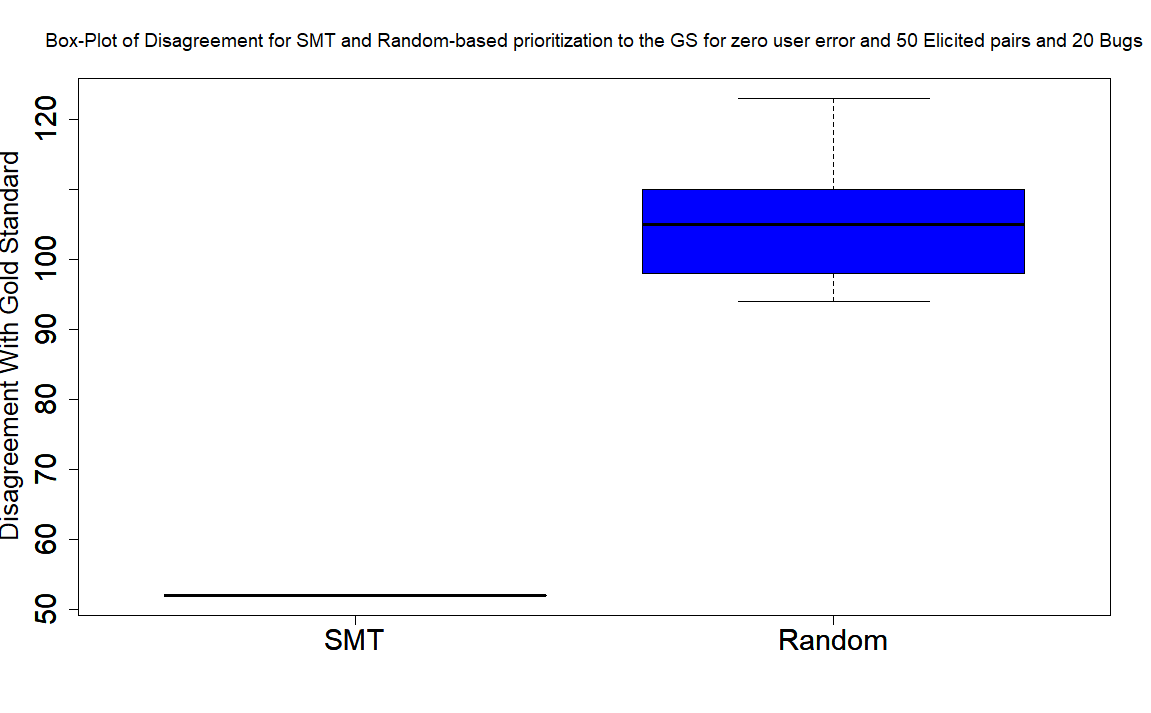 Box-Plot of Disagreement for SMT and Random-based prioritization to the GS for zero user error and 50 Elicited pairs and 20 Bugs
Disagreement With Gold Standard
120
100
90
80
70
60
50
SMT
Random